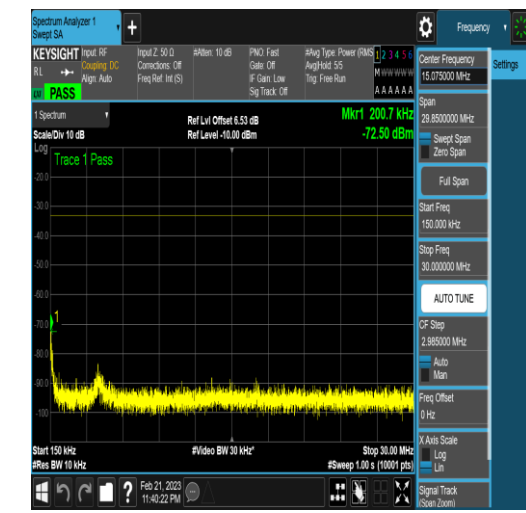 Spectrum Analyzer 1
Swept SA
Frequency
KEYSIGHT
RL
Input: RF
Coupling: DC
Align: Auto
Input Z: 50 Ω
Corrections: Off
Freq Ref: Int (S)
#Atten: 10 dB
PNO: Fast
Gate: Off
IF Gain: Low
Sig Track: Off
#Avg Type: Power (RMS
Avg|Hold: 5/5
Trig: Free Run
1 2 3 4 5 6
M W W W W W
A A A A A A
PASS
1 Spectrum
Scale/Div 10 dB
Ref Lvl Offset 6.53 dB
Ref Level -10.00 dBm
Mkr1 200.7 kHz
-72.50 dBm
Log
Trace 1 Pass
-20.0
-30.0
-40.0
-50.0
-60.0
-70.0
-80.0
-90.0
-100
1
Start 150 kHz
#Res BW 10 kHz
#Video BW 30 kHz*
Stop 30.00 MHz
#Sweep 1.00 s (10001 pts)
Feb 21, 2023
11:40:22 PM
Center Frequency
15.075000 MHz
Settings
Span
29.8500000 MHz
Swept Span
Zero Span
Full Span
Start Freq
150.000 kHz
Stop Freq
30.000000 MHz
AUTO TUNE
CF Step
2.985000 MHz
Auto
Man
Freq Offset
0 Hz
X Axis Scale
Log
Lin
Signal Track
(Span Zoom)